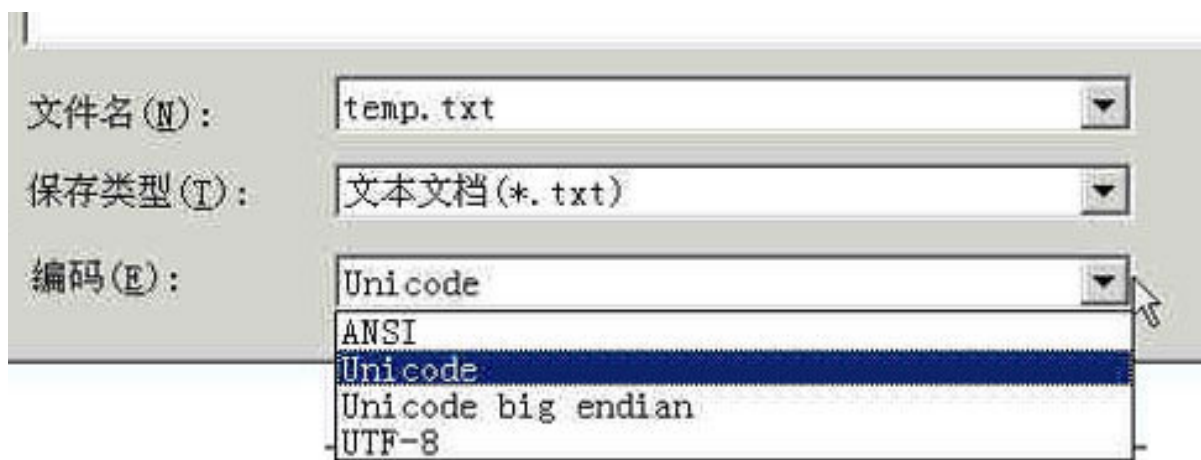 文件名(N): temp.txt
保存类型(T): 文本文档(*.txt)
编码(E): Unicode
ANSI
Unicode
Unicode big endian
UTF-8